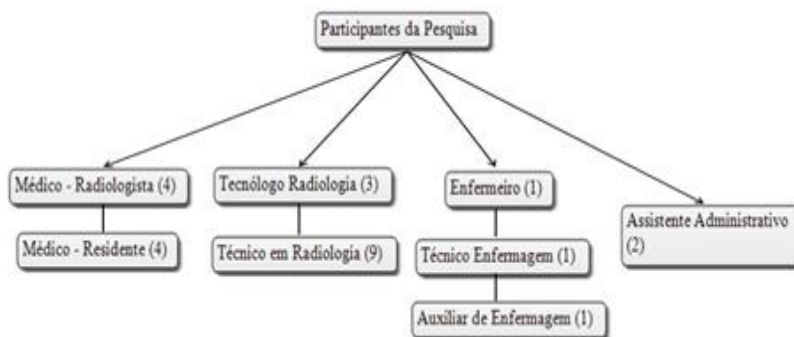 Participantes da Pesquisa
Médico - Radiologista (4)
Tecnólogo Radiologia (3)
Enfermeiro (1)
Assistente Administrativo
(2)
Médico - Residente (4)
Técnico em Radiologia (9)
Técnico Enfermagem (1)
Auxiliar de Enfermagem (1)